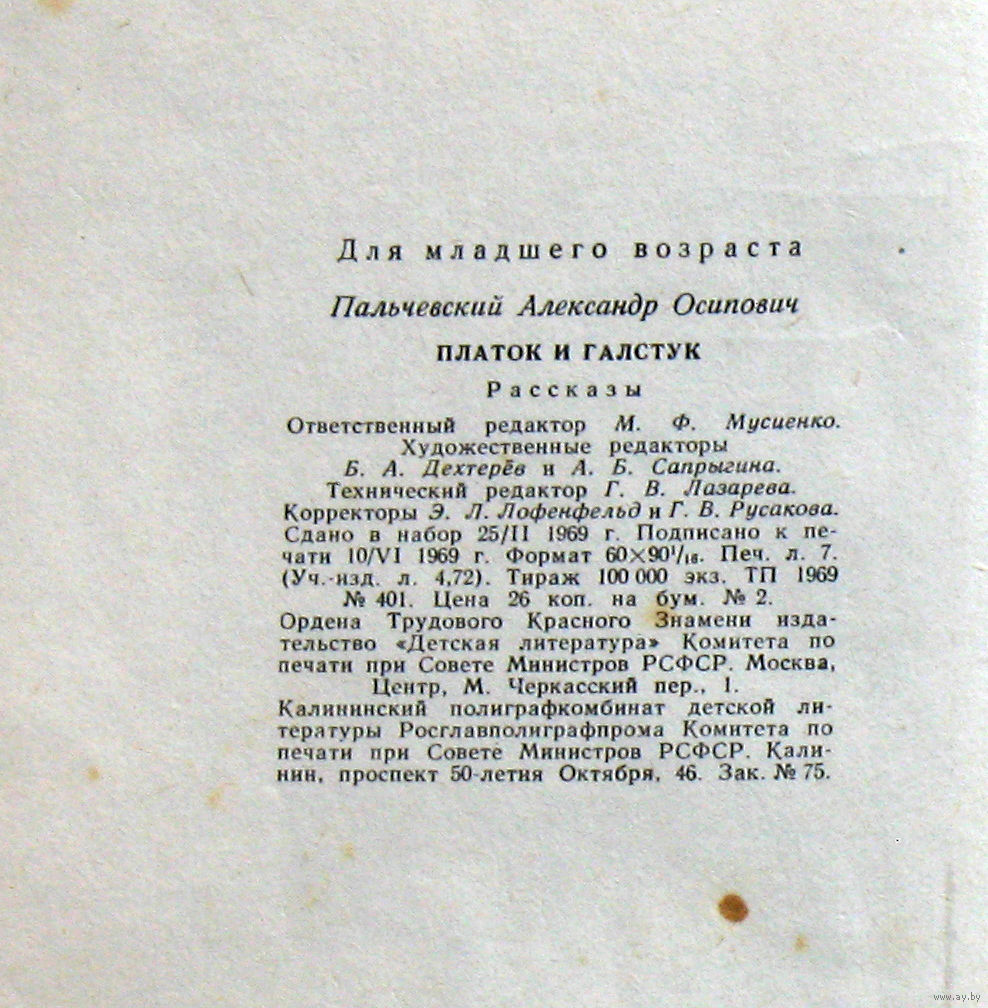 Для младшего возраста
Пальчевский Александр Осипович
ПЛАТОК И ГАЛСТУК
Рассказы
Ответственный редактор М. Ф. Мусиенко.
Художественные редакторы
Б. А. Дехтерёв и А. Б. Сапрыгина.
Технический редактор Г. В. Лазарева.
Корректоры Э. Л. Лофенфельд и Г. В. Русакова.
Сдано в набор 25/II 1969 г. Подписано к пе-
чати 10/VI 1969 г. Формат 60×90¹/₁₆. Печ. л. 7.
(Уч.-изд. л. 4,72). Тираж 100 000 экз. ТП 1969
№ 401. Цена 26 коп. на бум. № 2.
Ордена Трудового Красного Знамени изда-
тельство «Детская литература» Комитета по
печати при Совете Министров РСФСР. Москва,
Центр, М. Черкасский пер., 1.
Калининский полиграфкомбинат детской ли-
тературы Росглавполиграфпрома Комитета по
печати при Совете Министров РСФСР. Кали-
нин, проспект 50-летия Октября, 46. Зак. № 75.
www.ay.by